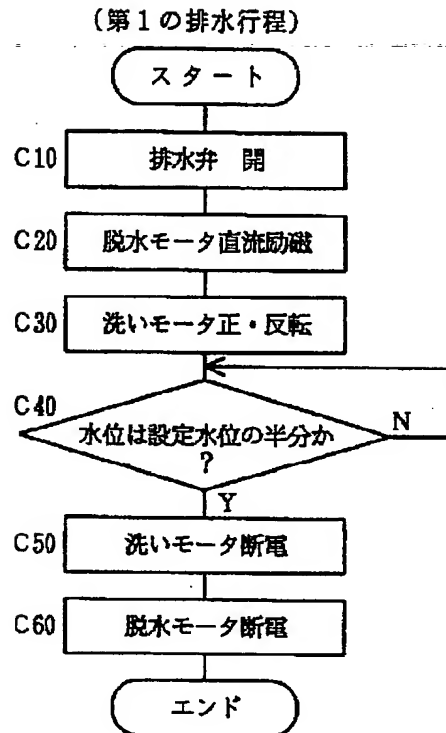 (第1の排水行程)
スタート
C10
排水弁 開
C20
脱水モータ直流励磁
C30
洗いモータ正・反転
C40
水位は設定水位の半分か
?
N
Y
C50
洗いモータ断電
C60
脱水モータ断電
エンド